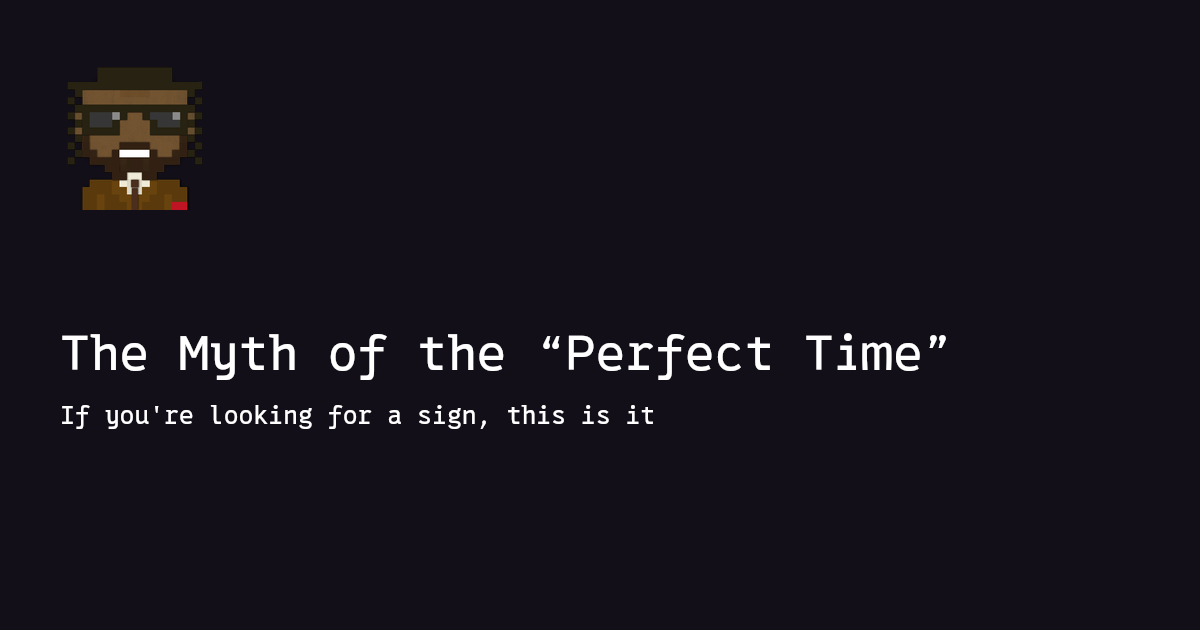 The Myth of the “Perfect Time”
If you're looking for a sign, this is it